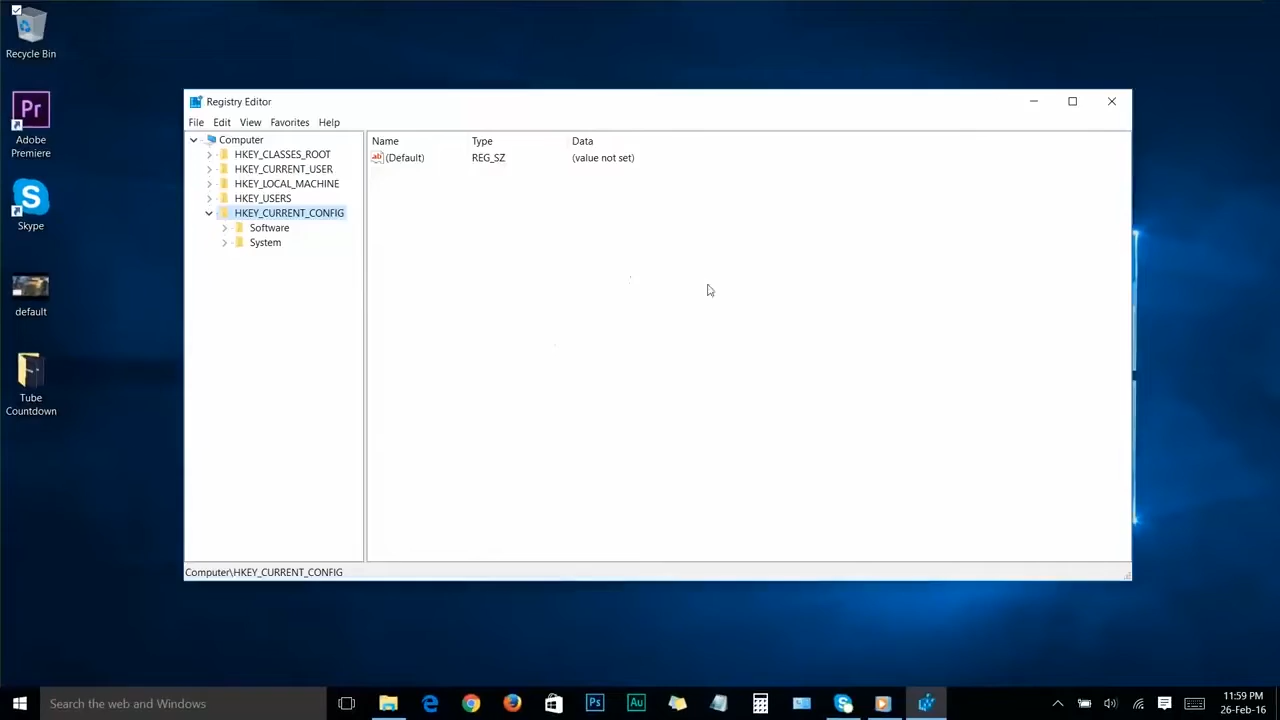 Recycle Bin
Pr
Adobe
Premiere
Skype
default
Tube
Countdown
Registry Editor
File Edit View Favorites Help
Computer
HKEY_CLASSES_ROOT
HKEY_CURRENT_USER
HKEY_LOCAL_MACHINE
HKEY_USERS
HKEY_CURRENT_CONFIG
Software
System
Name Type Data
ab (Default) REG_SZ (value not set)
Computer\HKEY_CURRENT_CONFIG
Search the web and Windows
Ps
Au
11:59 PM
26-Feb-16